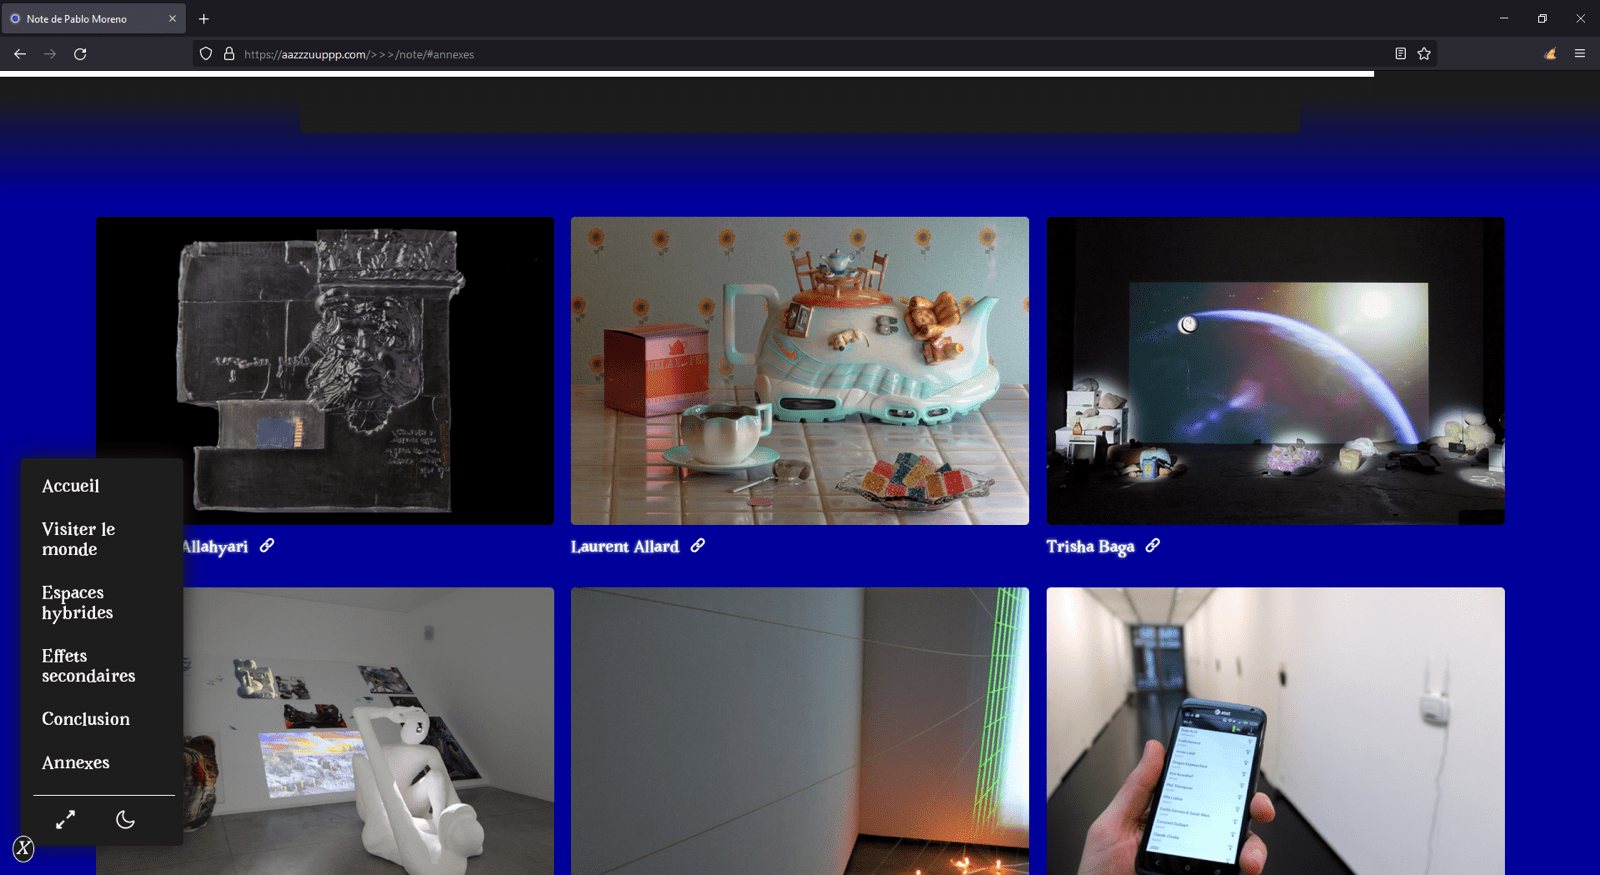 Note de Pablo Moreno
https://aazzzuuppp.com/>>>/note/#annexes
Allahyari
Laurent Allard
Trisha Baga
Accueil
Visiter le
monde
Espaces
hybrides
Effets
secondaires
Conclusion
Annexes
X
at&t